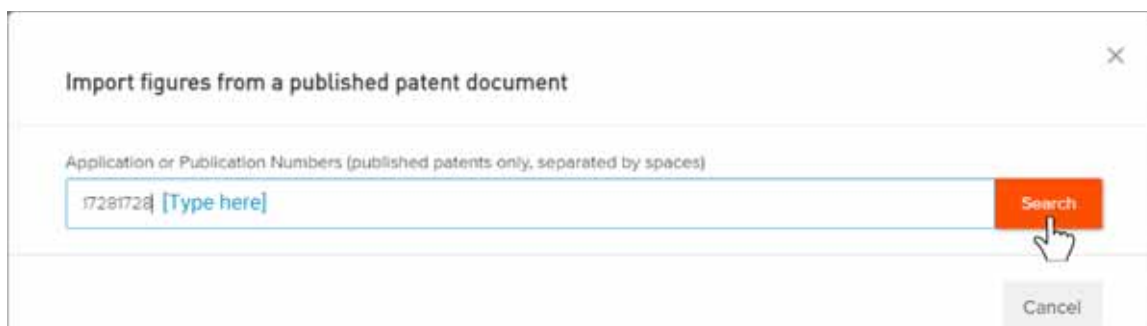 Import figures from a published patent document
Application or Publication Numbers (published patents only, separated by spaces)
17281728 [Type here]
Search
Cancel